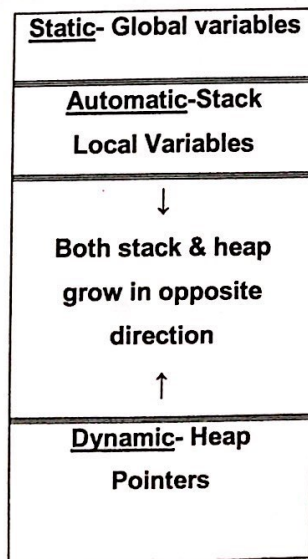 Static- Global variables
Automatic-Stack
Local Variables
↓
Both stack & heap
grow in opposite
direction
↑
Dynamic- Heap
Pointers